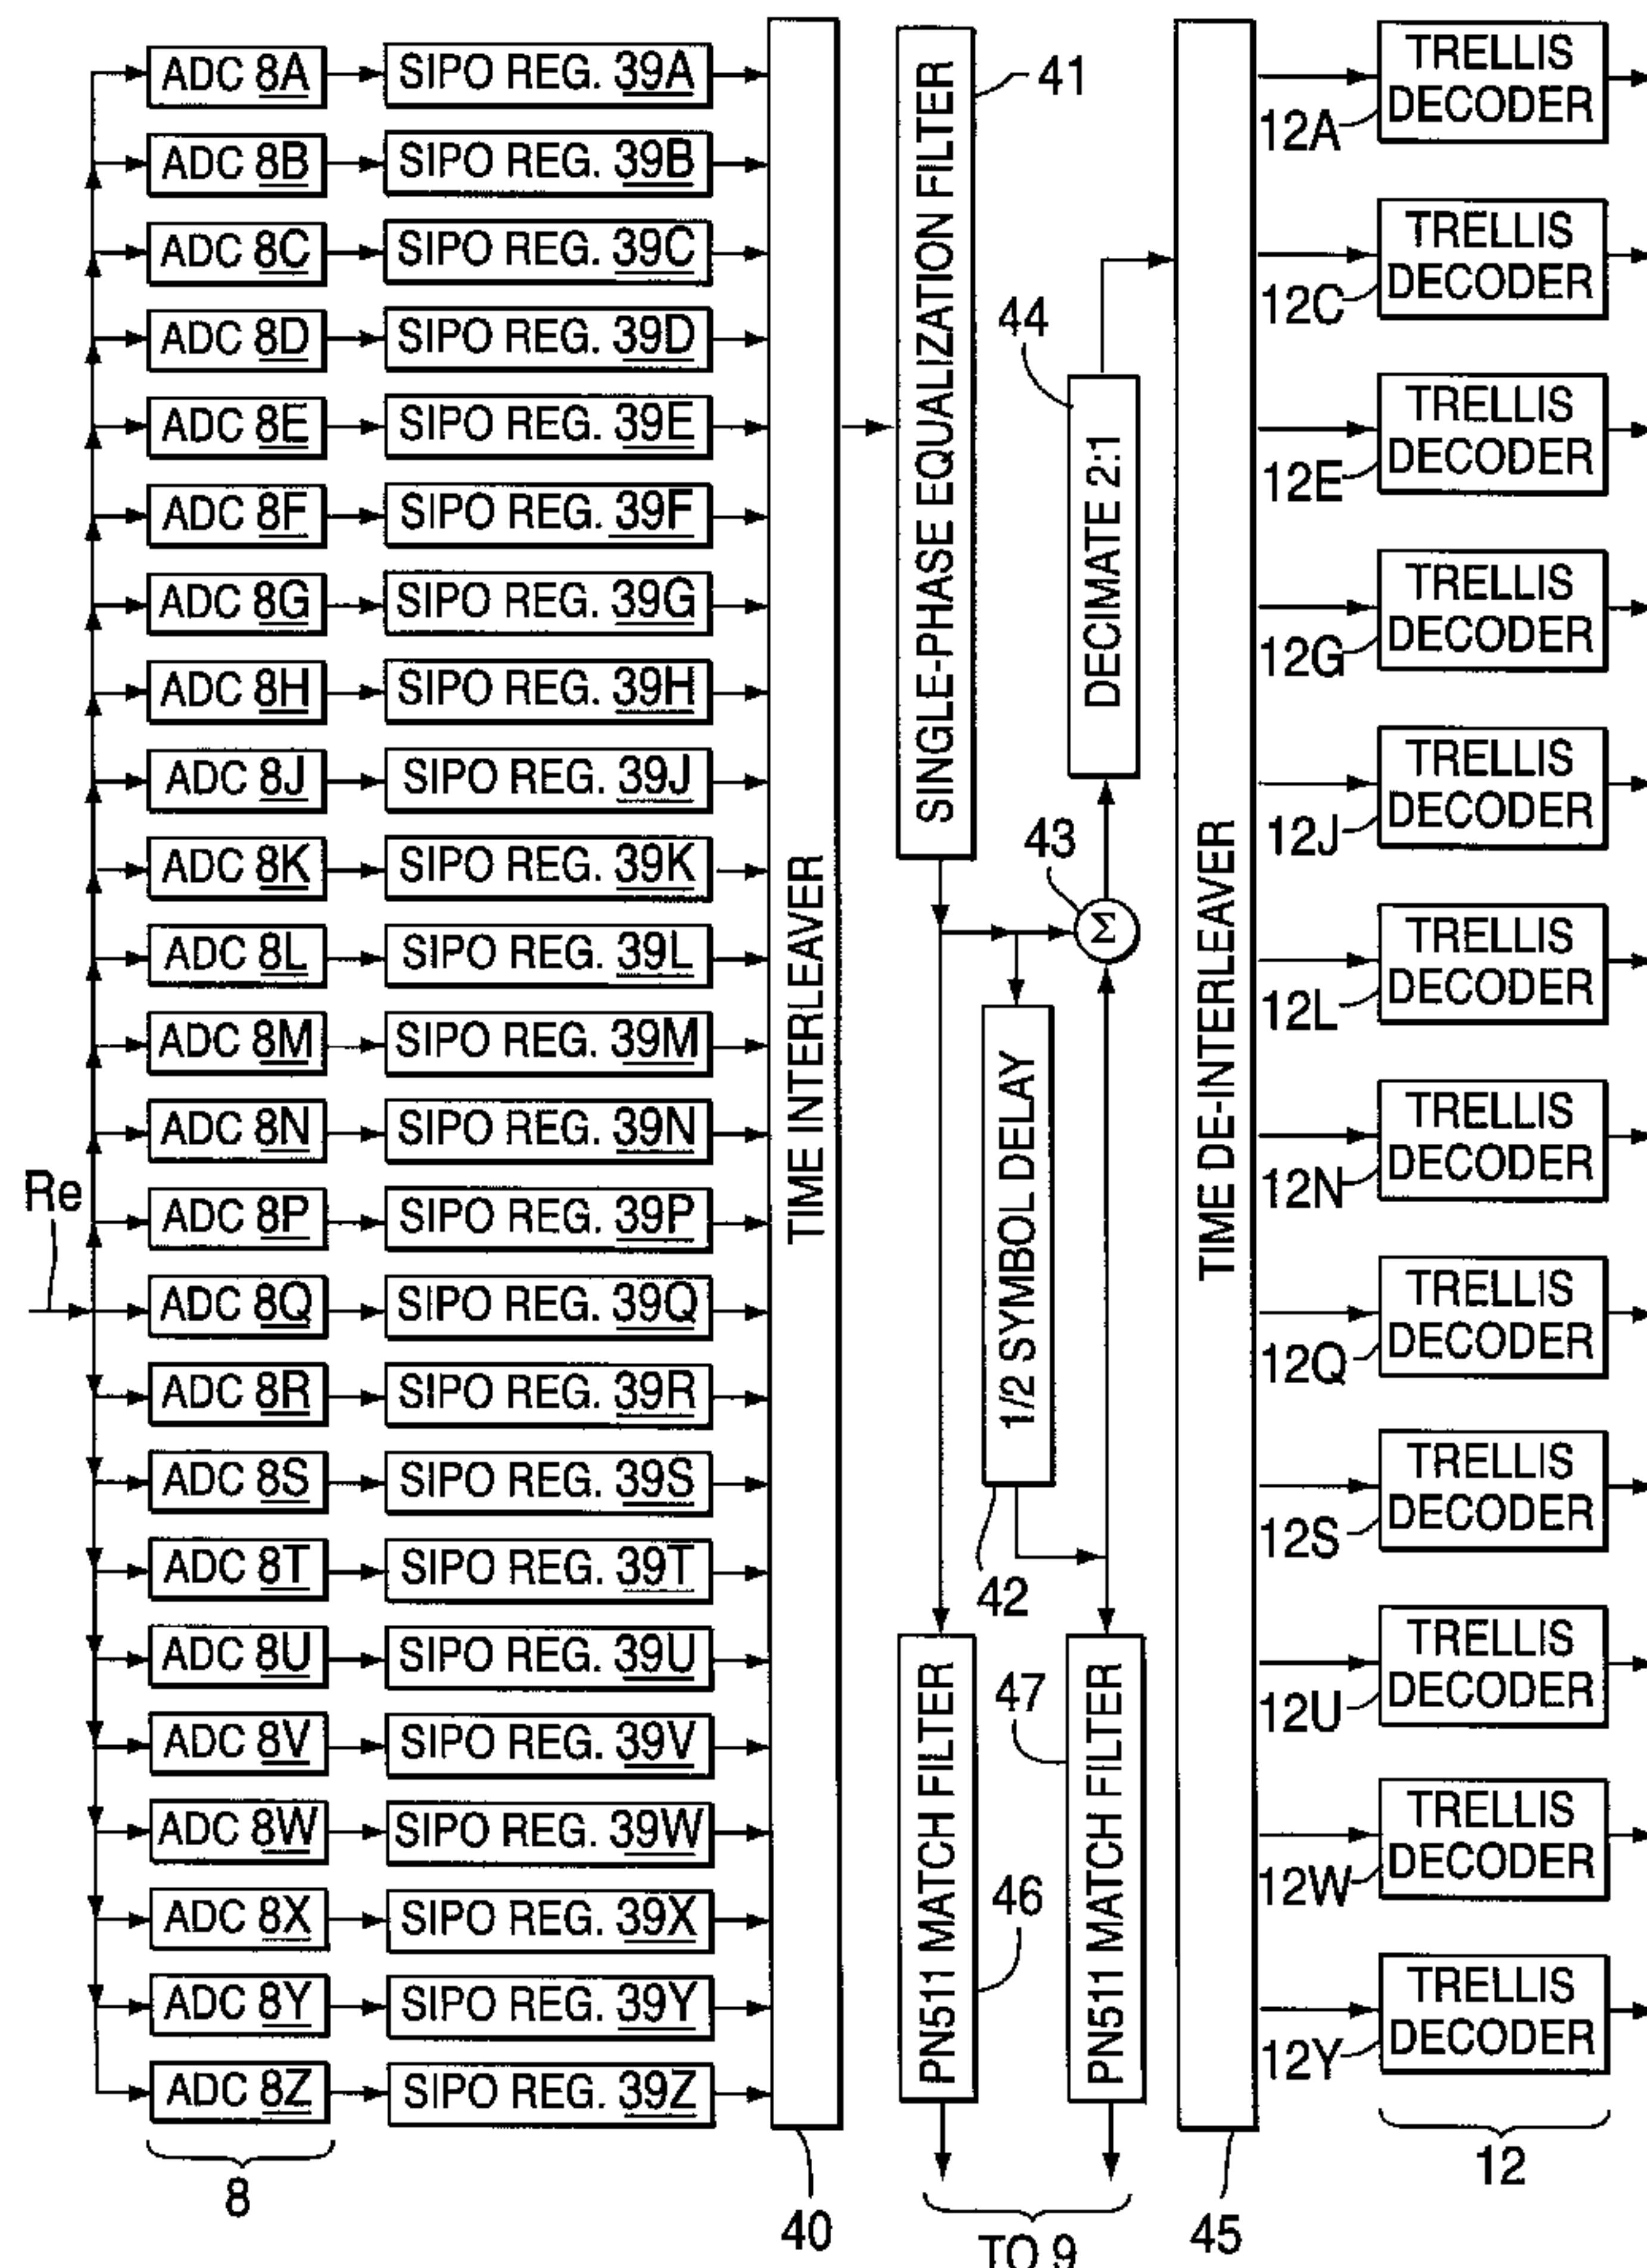 ADC 8A
SIPO REG. 39A
ADC 8B
SIPO REG. 39B
ADC 8C
SIPO REG. 39C
ADC 8D
SIPO REG. 39D
ADC 8E
SIPO REG. 39E
ADC 8F
SIPO REG. 39F
ADC 8G
SIPO REG. 39G
ADC 8H
SIPO REG. 39H
ADC 8J
SIPO REG. 39J
ADC 8K
SIPO REG. 39K
ADC 8L
SIPO REG. 39L
ADC 8M
SIPO REG. 39M
ADC 8N
SIPO REG. 39N
ADC 8P
SIPO REG. 39P
Re
ADC 8Q
SIPO REG. 39Q
ADC 8R
SIPO REG. 39R
ADC 8S
SIPO REG. 39S
ADC 8T
SIPO REG. 39T
ADC 8U
SIPO REG. 39U
ADC 8V
SIPO REG. 39V
ADC 8W
SIPO REG. 39W
ADC 8X
SIPO REG. 39X
ADC 8Y
SIPO REG. 39Y
ADC 8Z
SIPO REG. 39Z
8
TIME INTERLEAVER
40
SINGLE-PHASE EQUALIZATION FILTER
41
44
DECIMATE 2:1
43
Σ
1/2 SYMBOL DELAY
42
PN511 MATCH FILTER
46
47
PN511 MATCH FILTER
TO 9
TIME DE-INTERLEAVER
45
TRELLIS
DECODER
12A
TRELLIS
DECODER
12C
TRELLIS
DECODER
12E
TRELLIS
DECODER
12G
TRELLIS
DECODER
12J
TRELLIS
DECODER
12L
TRELLIS
DECODER
12N
TRELLIS
DECODER
12Q
TRELLIS
DECODER
12S
TRELLIS
DECODER
12U
TRELLIS
DECODER
12W
TRELLIS
DECODER
12Y
12